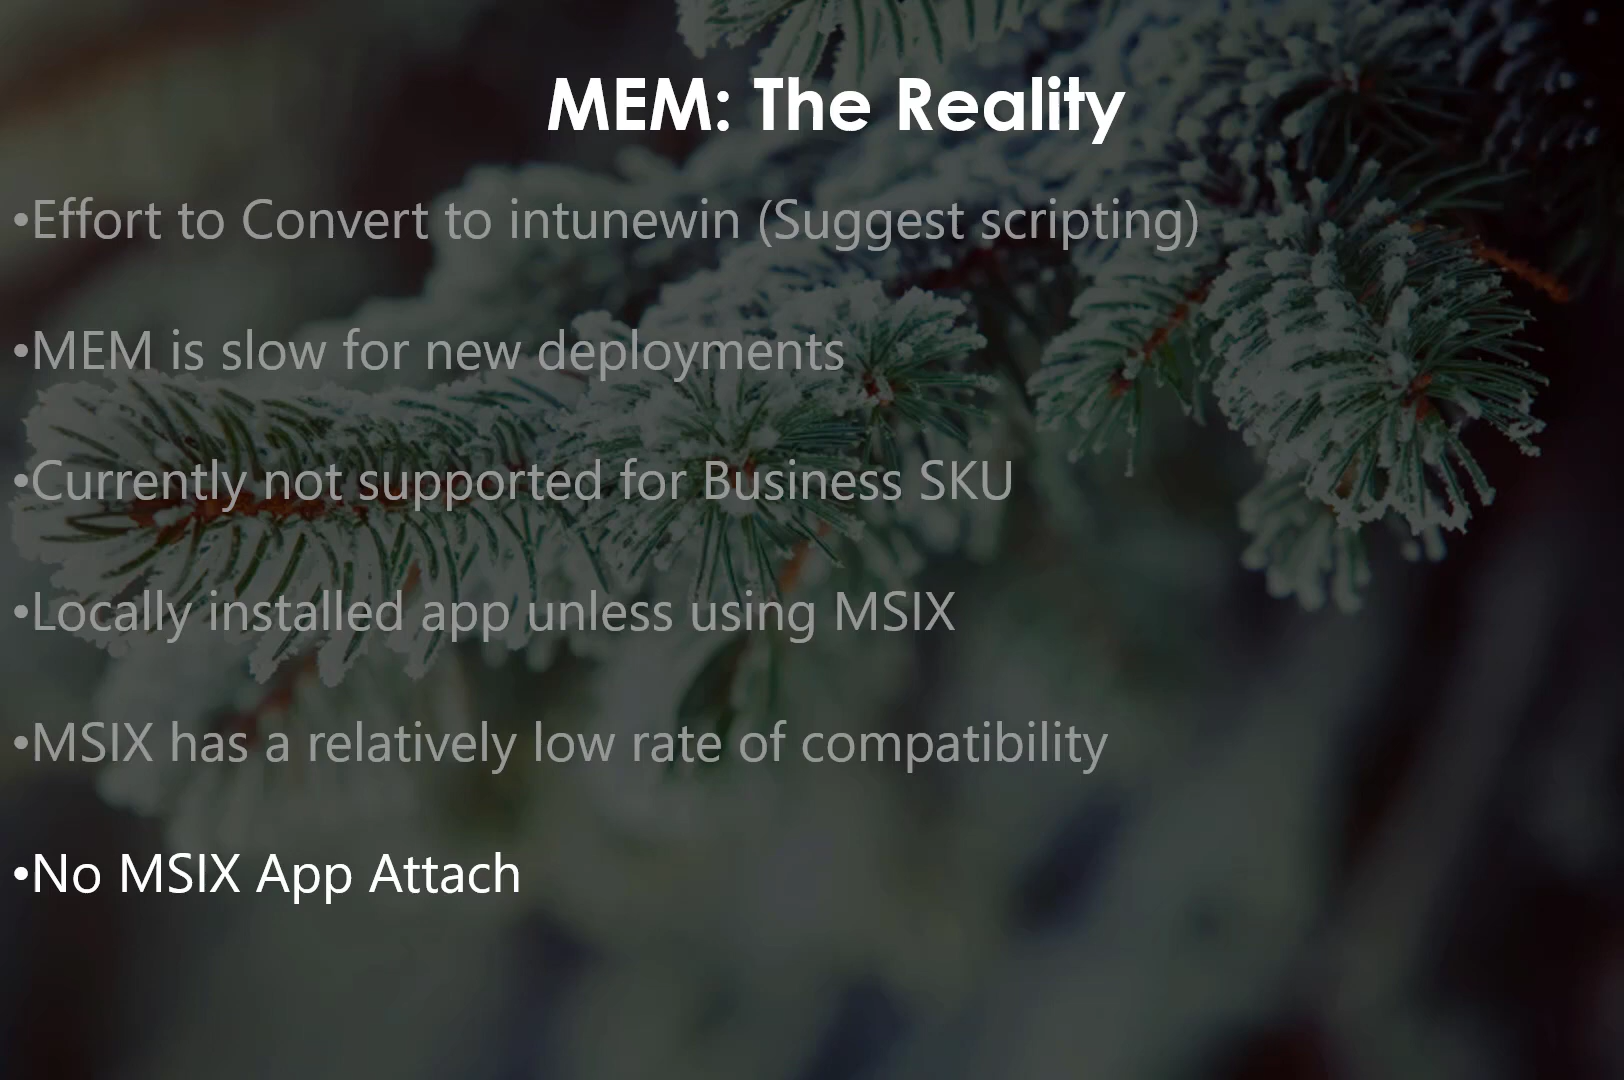 MEM: The Reality
•Effort to Convert to intunewin (Suggest scripting)
•MEM is slow for new deployments
•Currently not supported for Business SKU
•Locally installed app unless using MSIX
•MSIX has a relatively low rate of compatibility
•No MSIX App Attach